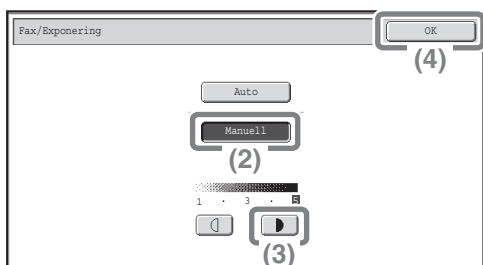 Fax/Exponering
OK
(4)
Auto
Manuell
(2)
1 · 3 · 5
(3)